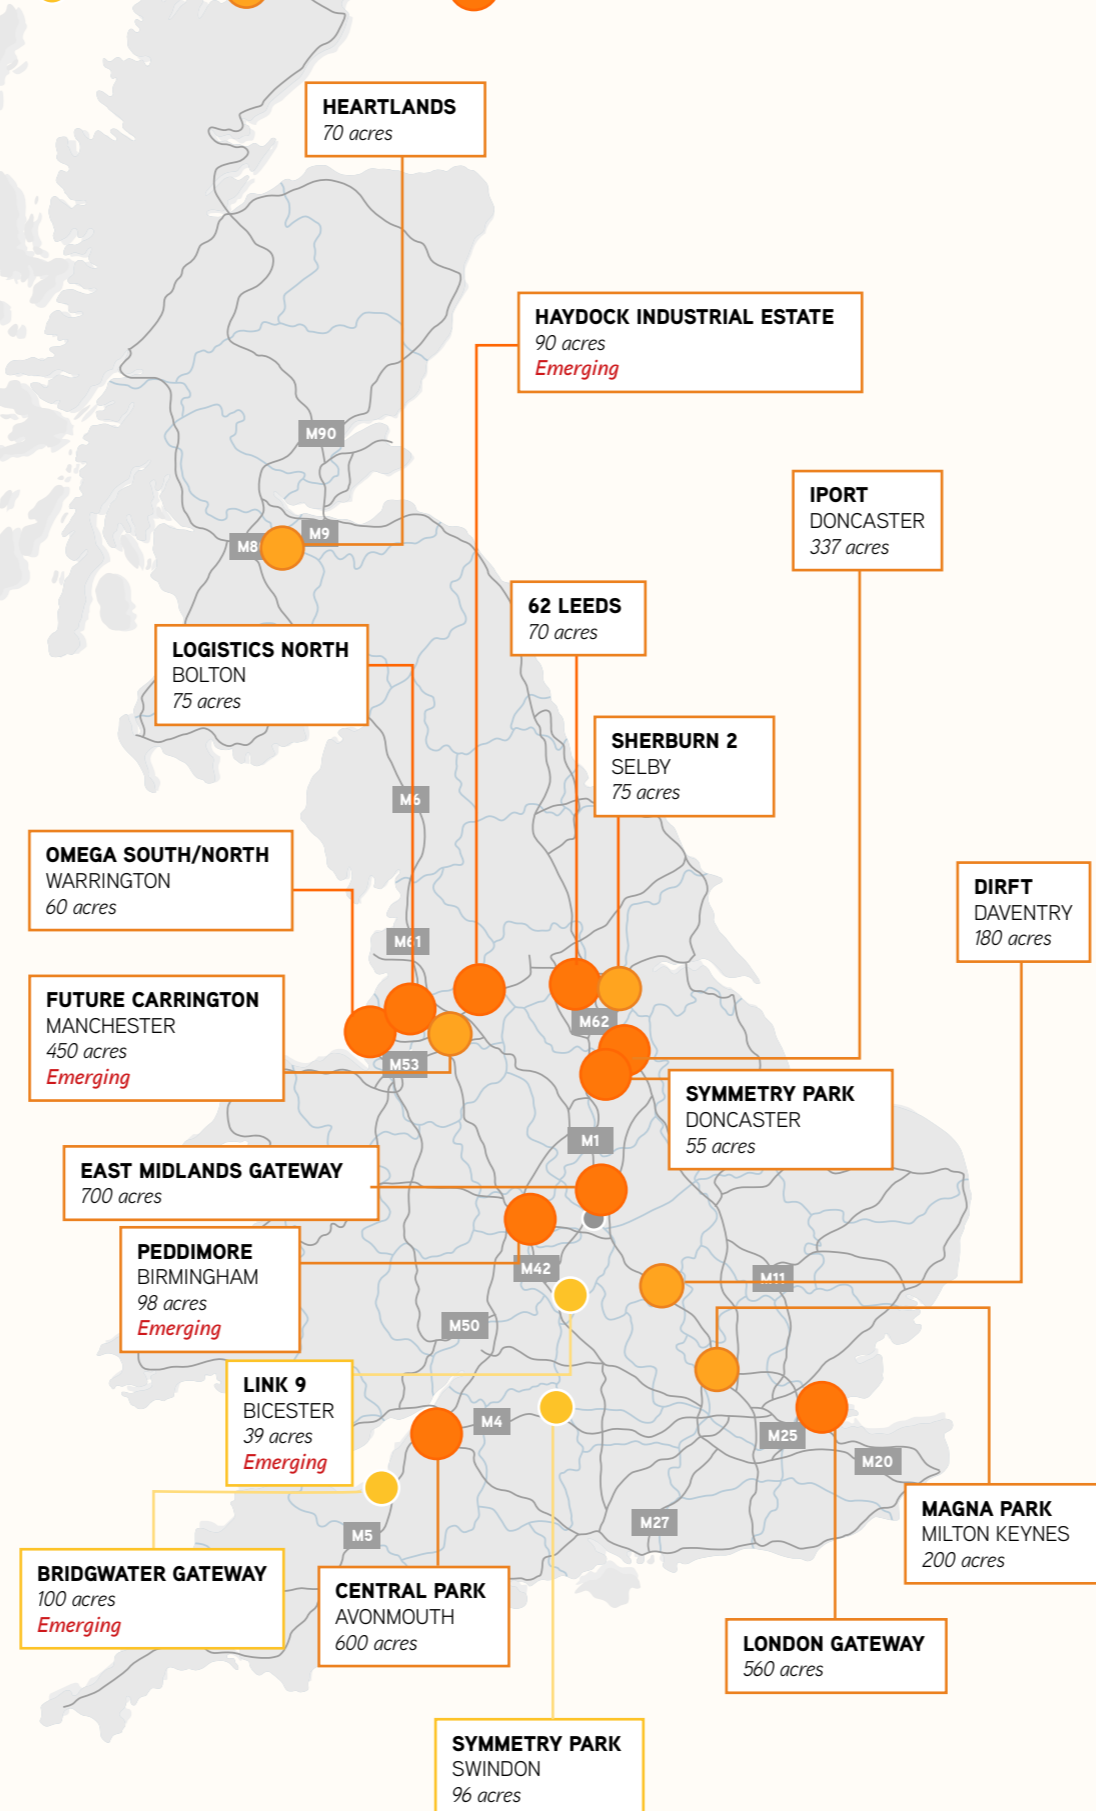 HEARTLANDS
70 acres
HAYDOCK INDUSTRIAL ESTATE
90 acres
Emerging
M90
IPORT
DONCASTER
337 acres
M9
M8
62 LEEDS
70 acres
LOGISTICS NORTH
BOLTON
75 acres
SHERBURN 2
SELBY
75 acres
M6
OMEGA SOUTH/NORTH
WARRINGTON
60 acres
DIRFT
DAVENTRY
180 acres
M61
FUTURE CARRINGTON
MANCHESTER
450 acres
Emerging
M62
M53
SYMMETRY PARK
DONCASTER
55 acres
M1
EAST MIDLANDS GATEWAY
700 acres
PEDDIMORE
BIRMINGHAM
98 acres
Emerging
M42
M11
M50
LINK 9
BICESTER
39 acres
Emerging
M4
M25
M20
MAGNA PARK
MILTON KEYNES
200 acres
M27
M5
BRIDGWATER GATEWAY
100 acres
Emerging
CENTRAL PARK
AVONMOUTH
600 acres
LONDON GATEWAY
560 acres
SYMMETRY PARK
SWINDON
96 acres